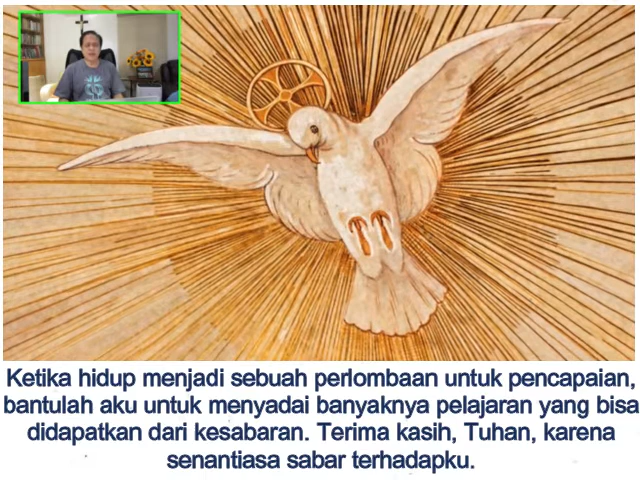 Ketika hidup menjadi sebuah perlombaan untuk pencapaian,
bantulah aku untuk menyadai banyaknya pelajaran yang bisa
didapatkan dari kesabaran. Terima kasih, Tuhan, karena
senantiasa sabar terhadapku.